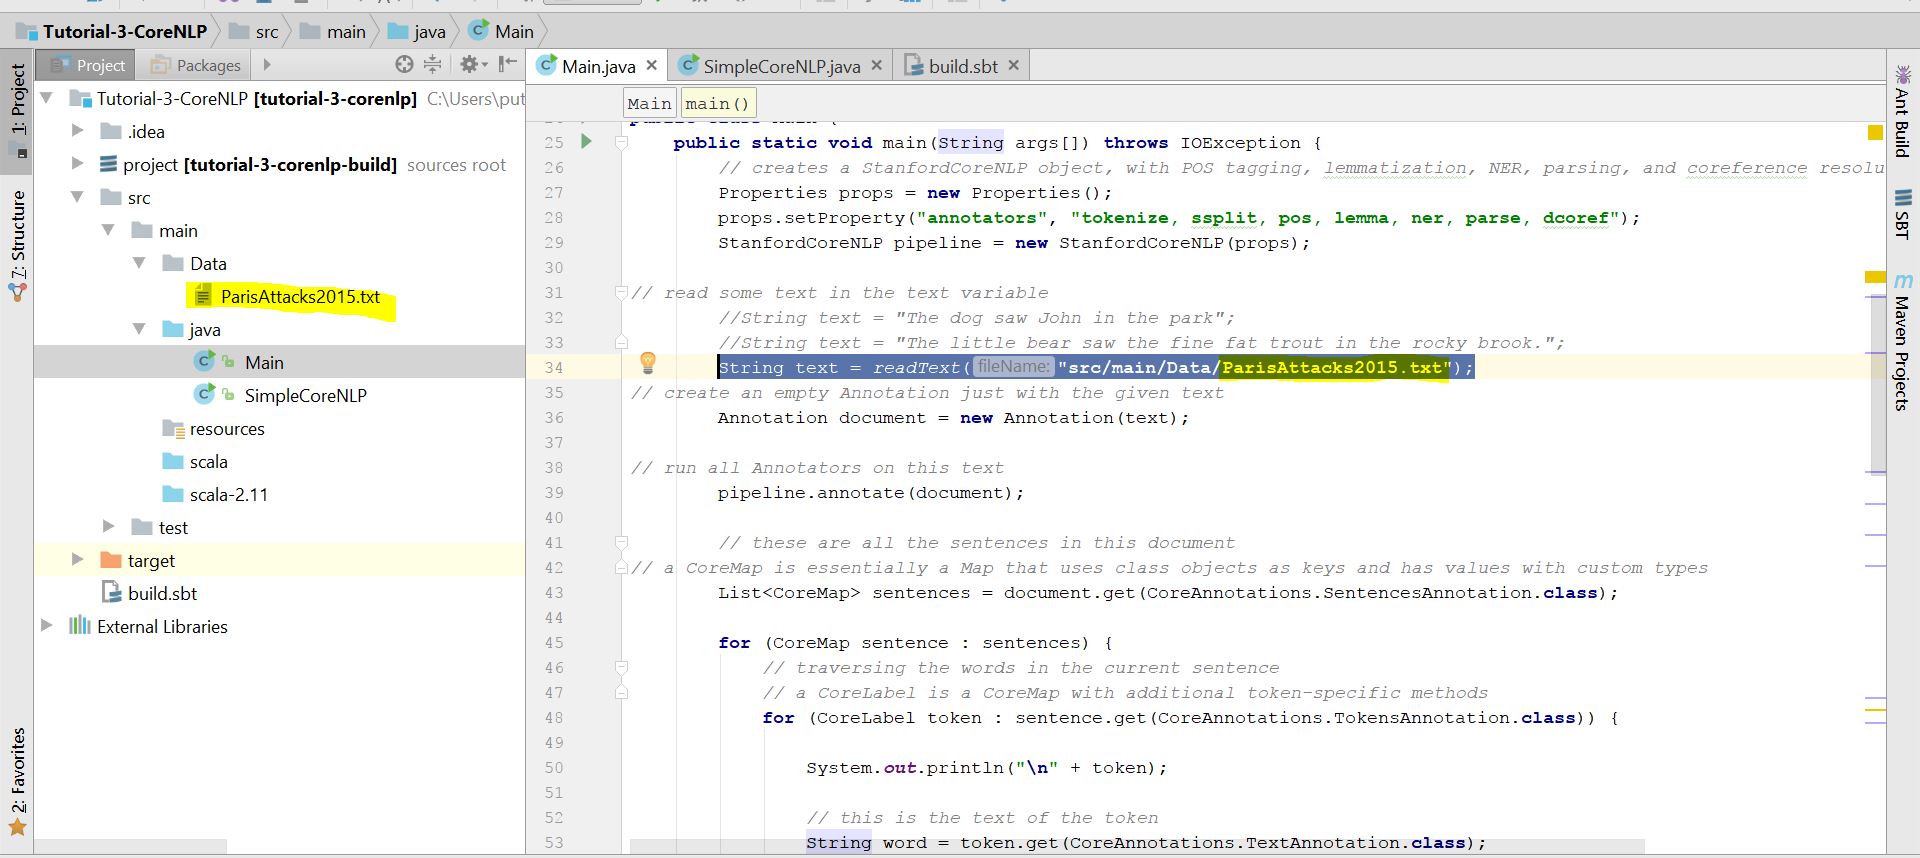 Tutorial-3-CoreNLP src main java Main
1: Project
7: Structure
2: Favorites
Project Packages
Tutorial-3-CoreNLP [tutorial-3-corenlp] C:\Users\put
.idea
project [tutorial-3-corenlp-build] sources root
src
main
Data
ParisAttacks2015.txt
java
Main
SimpleCoreNLP
resources
scala
scala-2.11
test
target
build.sbt
External Libraries
Main.java SimpleCoreNLP.java build.sbt
Main main()
25 public static void main(String args[]) throws IOException {
26 // creates a StanfordCoreNLP object, with POS tagging, lemmatization, NER, parsing, and coreference resolu
27 Properties props = new Properties();
28 props.setProperty("annotators", "tokenize, ssplit, pos, lemma, ner, parse, dcoref");
29 StanfordCoreNLP pipeline = new StanfordCoreNLP(props);
30
31 // read some text in the text variable
32 //String text = "The dog saw John in the park";
33 //String text = "The little bear saw the fine fat trout in the rocky brook.";
34 String text = readText( fileName: "src/main/Data/ParisAttacks2015.txt");
35 // create an empty Annotation just with the given text
36 Annotation document = new Annotation(text);
37
38 // run all Annotators on this text
39 pipeline.annotate(document);
40
41 // these are all the sentences in this document
42 // a CoreMap is essentially a Map that uses class objects as keys and has values with custom types
43 List<CoreMap> sentences = document.get(CoreAnnotations.SentencesAnnotation.class);
44
45 for (CoreMap sentence : sentences) {
46 // traversing the words in the current sentence
47 // a CoreLabel is a CoreMap with additional token-specific methods
48 for (CoreLabel token : sentence.get(CoreAnnotations.TokensAnnotation.class)) {
49
50 System.out.println("\n" + token);
51
52 // this is the text of the token
53 String word = token.get(CoreAnnotations.TextAnnotation.class);
Ant Build
SBT
Maven Projects